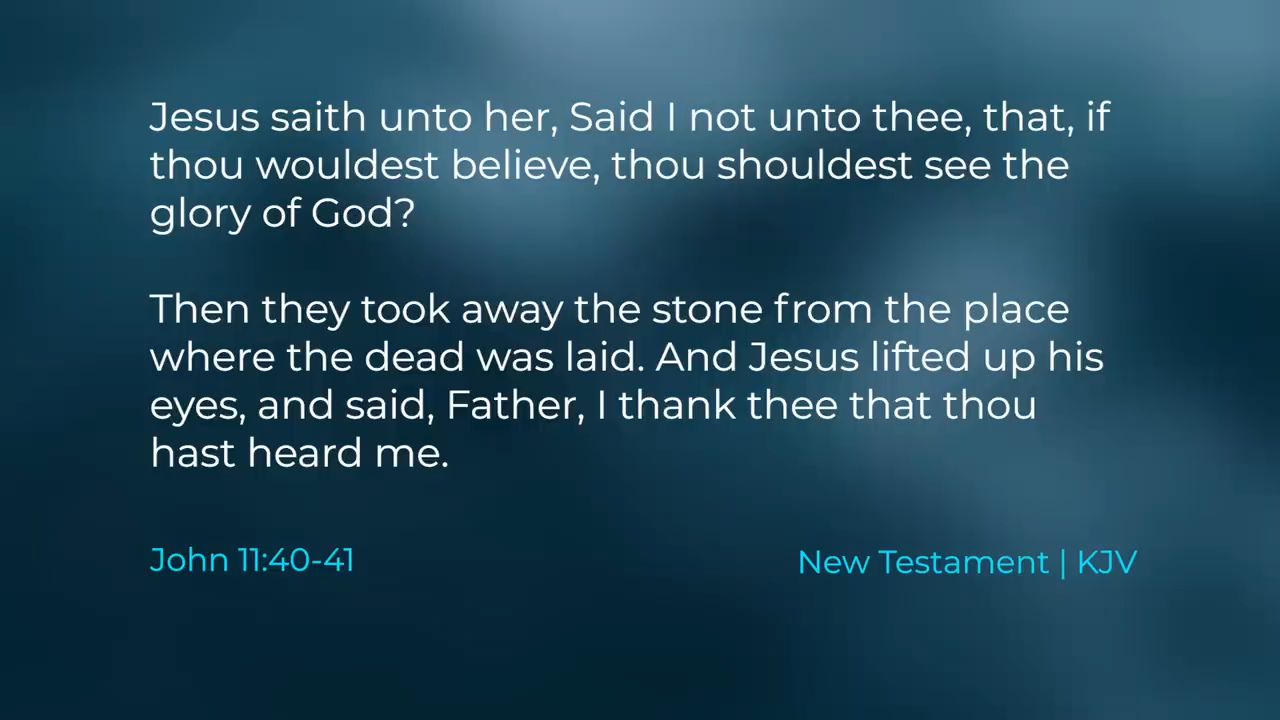 Jesus saith unto her, Said I not unto thee, that, if
thou wouldest believe, thou shouldest see the
glory of God?
Then they took away the stone from the place
where the dead was laid. And Jesus lifted up his
eyes, and said, Father, I thank thee that thou
hast heard me.
John 11:40-41
New Testament | KJV